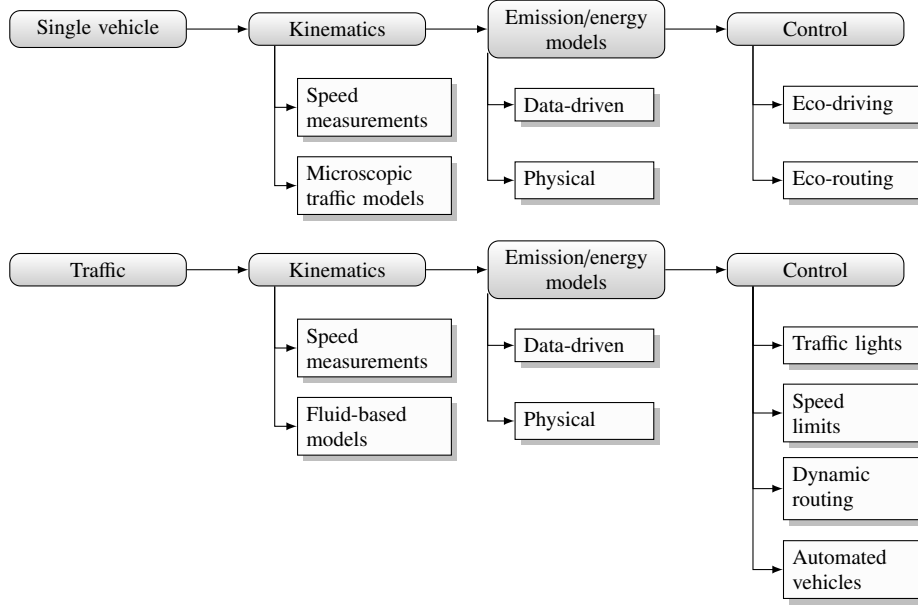 Single vehicle
Kinematics
Emission/energy
models
Control
Speed
measurements
Data-driven
Eco-driving
Microscopic
traffic models
Physical
Eco-routing
Traffic
Kinematics
Emission/energy
models
Control
Speed
measurements
Data-driven
Traffic lights
Fluid-based
models
Physical
Speed
limits
Dynamic
routing
Automated
vehicles